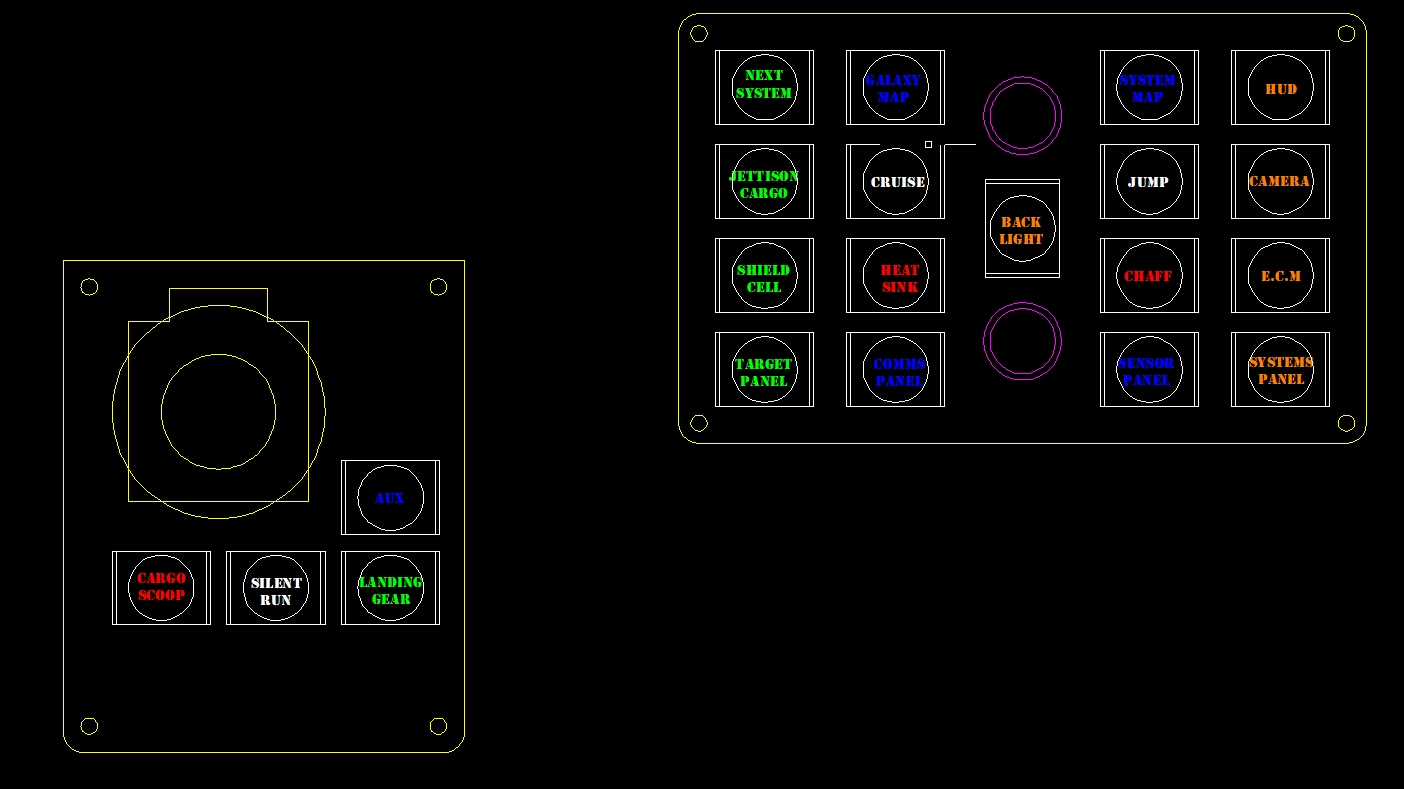 NEXT
SYSTEM
GALAXY
MAP
SYSTEM
MAP
HUD
JETTISON
CARGO
CRUISE
JUMP
CAMERA
BACK
LIGHT
SHIELD
CELL
HEAT
SINK
CHAFF
E.C.M
TARGET
PANEL
COMMS
PANEL
SENSOR
PANEL
SYSTEMS
PANEL
AUX
CARGO
SCOOP
SILENT
RUN
LANDING
GEAR